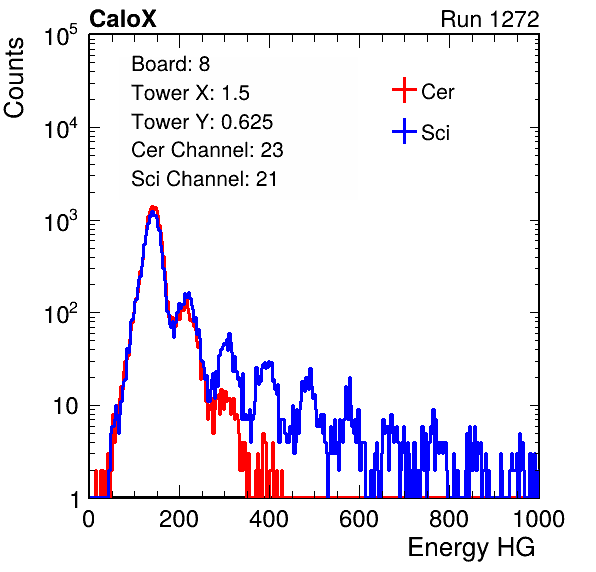 CaloX Run 1272
Counts
10^5
10^4
10^3
10^2
10
1
Board: 8
Tower X: 1.5
Tower Y: 0.625
Cer Channel: 23
Sci Channel: 21
Cer
Sci
0 200 400 600 800 1000
Energy HG